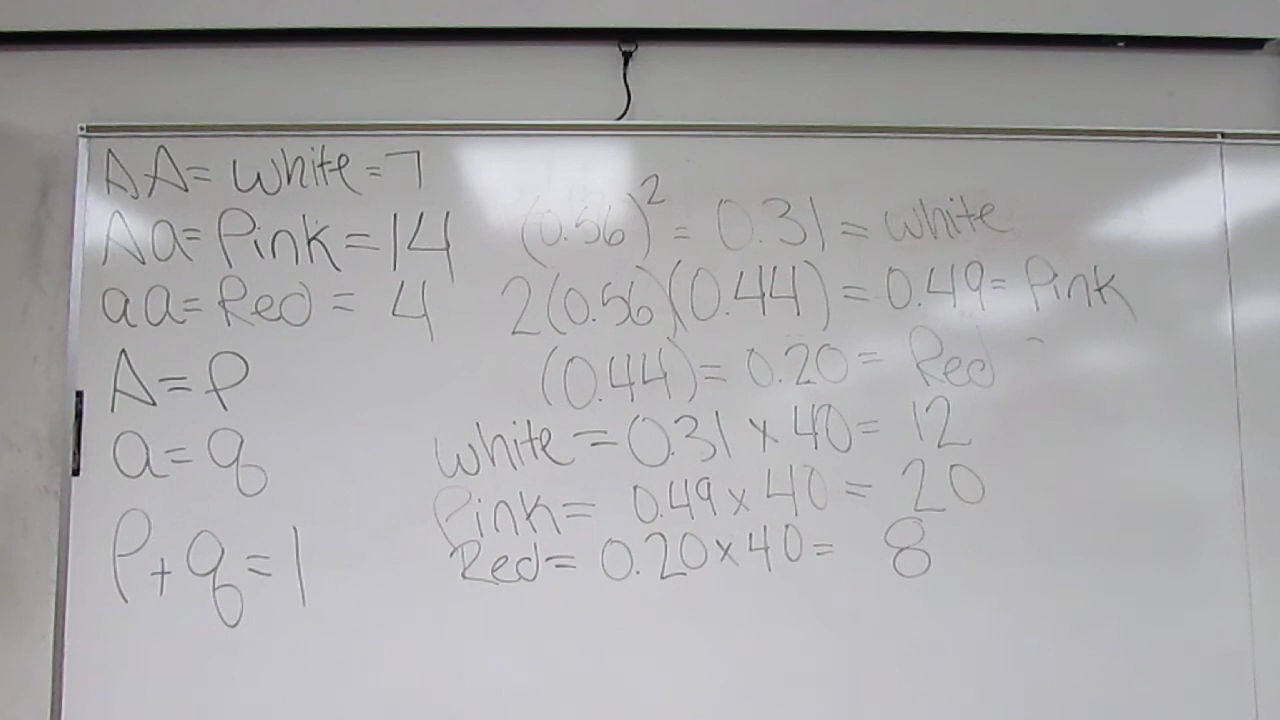 AA= white=7
Aa= Pink=14
aa= Red = 4
A=p
a=q
p+q=1
(0.56)² = 0.31 = white
2(0.56)(0.44) = 0.49= Pink
(0.44)= 0.20= Red
white = 0.31 x 40= 12
Pink= 0.49 x 40 = 20
Red= 0.20x40= 8